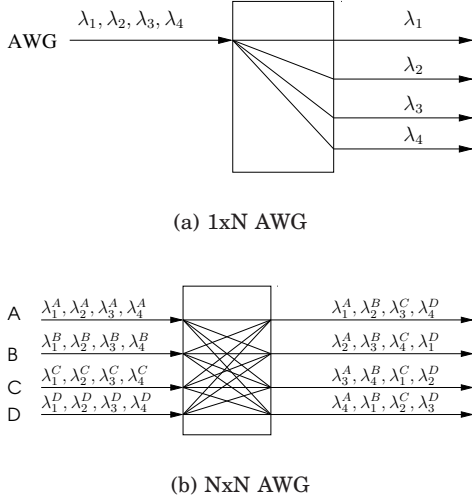 λ₁, λ₂, λ₃, λ₄
λ₁
AWG
λ₂
λ₃
λ₄
(a) 1xN AWG
A λ₁ᴬ, λ₂ᴬ, λ₃ᴬ, λ₄ᴬ λ₁ᴬ, λ₂ᴮ, λ₃ᶜ, λ₄ᴰ
B λ₁ᴮ, λ₂ᴮ, λ₃ᴮ, λ₄ᴮ λ₂ᴬ, λ₃ᴮ, λ₄ᶜ, λ₁ᴰ
C λ₁ᶜ, λ₂ᶜ, λ₃ᶜ, λ₄ᶜ λ₃ᴬ, λ₄ᴮ, λ₁ᶜ, λ₂ᴰ
D λ₁ᴰ, λ₂ᴰ, λ₃ᴰ, λ₄ᴰ λ₄ᴬ, λ₁ᴮ, λ₂ᶜ, λ₃ᴰ
(b) NxN AWG